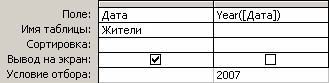 Поле: Дата Year([Дата])
Имя таблицы: Жители
Сортировка:
Вывод на экран:
Условие отбора: 2007